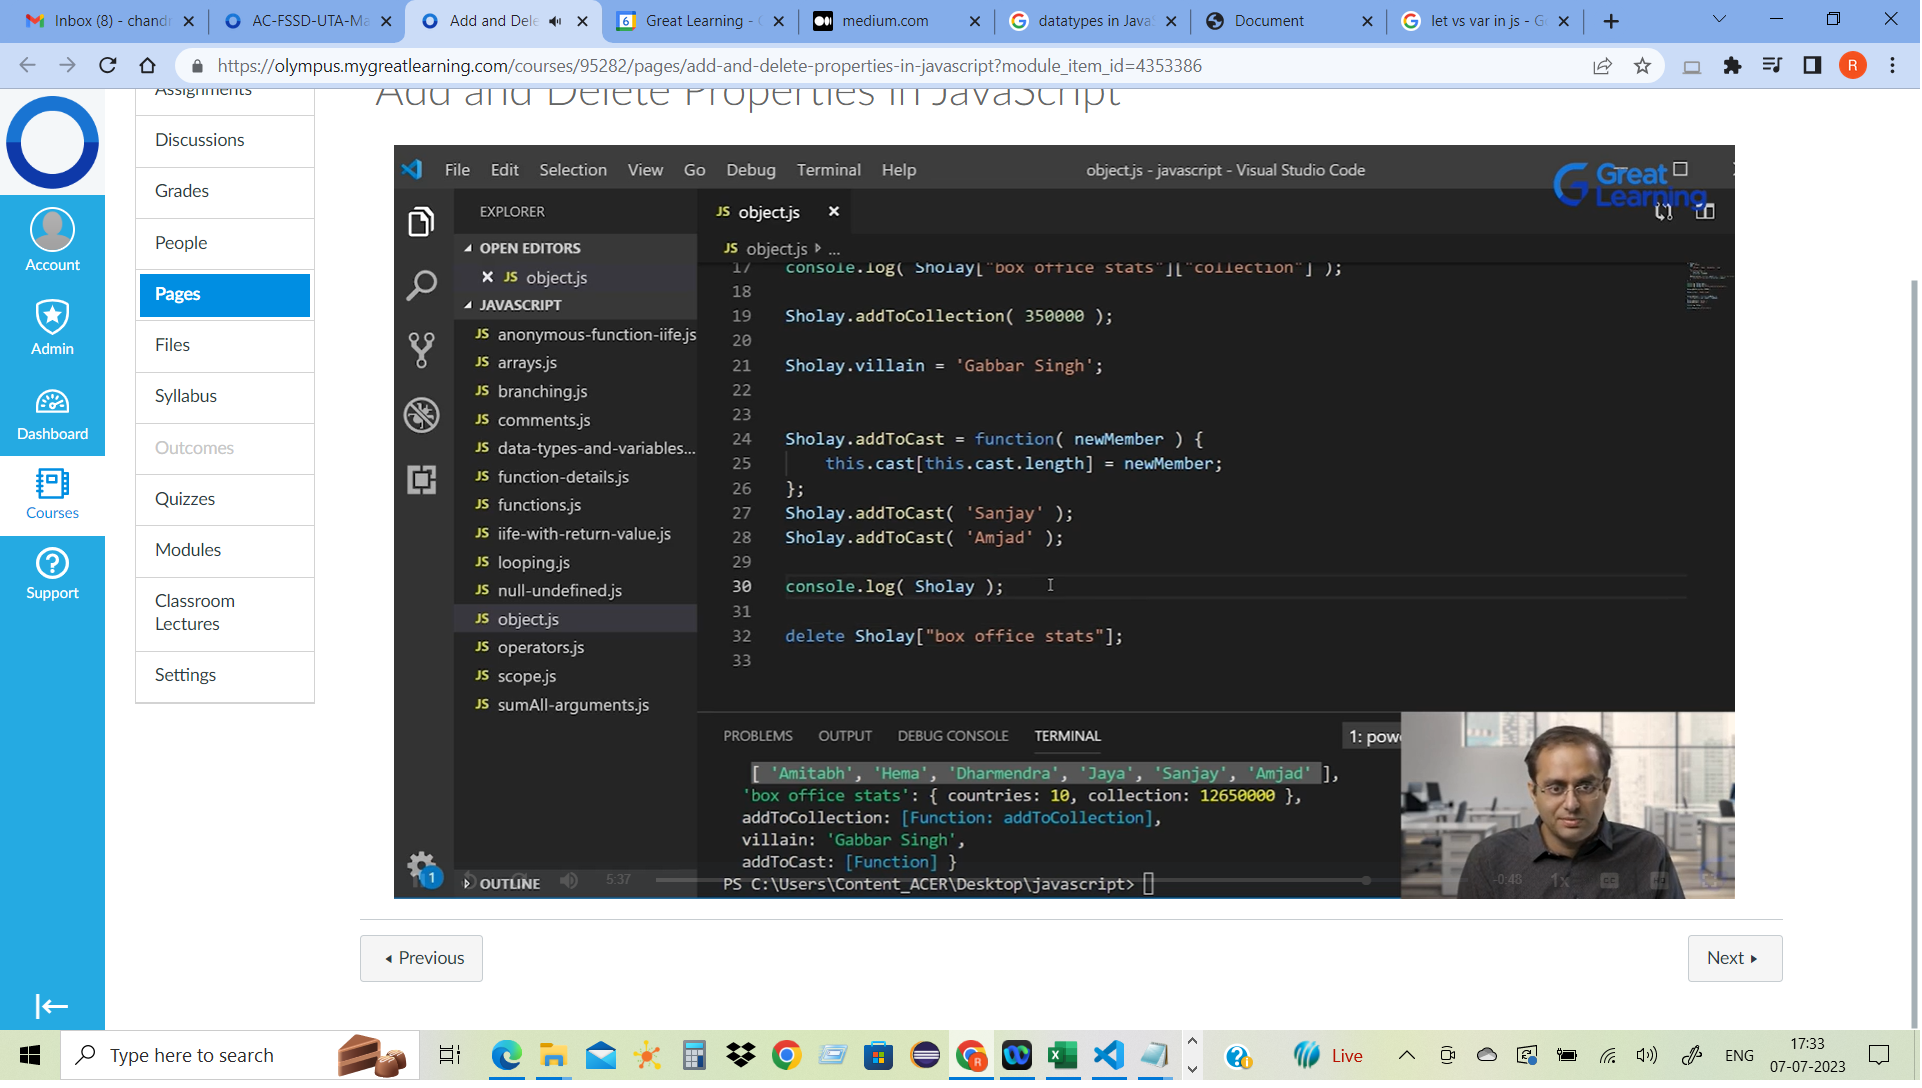 Inbox (8) - chandr
AC-FSSD-UTA-Ma
Add and Dele
Great Learning - C
medium.com
datatypes in JavaS
Document
let vs var in js - Go
https://olympus.mygreatlearning.com/courses/95282/pages/add-and-delete-properties-in-javascript?module_item_id=4353386
R
Account
Admin
Dashboard
Courses
Support
Assignments
Discussions
Grades
People
Pages
Files
Syllabus
Outcomes
Quizzes
Modules
Classroom
Lectures
Settings
Add and Delete Properties in JavaScript
File Edit Selection View Go Debug Terminal Help
object.js - javascript - Visual Studio Code
Great
Learning
EXPLORER
OPEN EDITORS
JS object.js
JAVASCRIPT
JS anonymous-function-iife.js
JS arrays.js
JS branching.js
JS comments.js
JS data-types-and-variables...
JS function-details.js
JS functions.js
JS iife-with-return-value.js
JS looping.js
JS null-undefined.js
JS object.js
JS operators.js
JS scope.js
JS sumAll-arguments.js
OUTLINE
1
JS object.js
JS object.js ...
17 console.log( Sholay["box office stats"]["collection"] );
18
19 Sholay.addToCollection( 350000 );
20
21 Sholay.villain = 'Gabbar Singh';
22
23
24 Sholay.addToCast = function( newMember ) {
25 this.cast[this.cast.length] = newMember;
26 };
27 Sholay.addToCast( 'Sanjay' );
28 Sholay.addToCast( 'Amjad' );
29
30 console.log( Sholay );
31
32 delete Sholay["box office stats"];
33
PROBLEMS OUTPUT DEBUG CONSOLE TERMINAL
1: powe
[ 'Amitabh', 'Hema', 'Dharmendra', 'Jaya', 'Sanjay', 'Amjad' ],
'box office stats': { countries: 10, collection: 12650000 },
addToCollection: [Function: addToCollection],
villain: 'Gabbar Singh',
addToCast: [Function] }
PS C:\Users\Content_ACER\Desktop\javascript>
5:37
-0:43
1x
CC
HD
Previous
Next
Type here to search
Live
ENG
17:33
07-07-2023